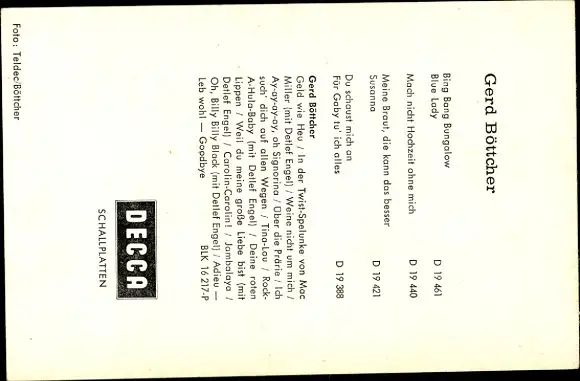 Gerd Böttcher
Bing Bang Bungalow
Blue Lady D 19 461
Mach nicht Hochzeit ohne mich D 19 440
Meine Braut, die kann das besser
Susanna D 19 421
Du schaust mich an
Für Gaby tu' ich alles D 19 388
Gerd Böttcher
Geld wie Heu / In der Twist-Spelunke von Mac
Miller (mit Detlef Engel) / Weine nicht um mich /
Ay-ay-ay-ay, oh Signorina / Über die Prärie / Ich
such' dich auf allen Wegen / Tina-Lou / Rock-
A-Hula-Baby (mit Detlef Engel) / Deine roten
Lippen / Weil du meine große Liebe bist (mit
Detlef Engel) / Carolin-Carolin! / Jambalaya /
Oh, Billy Billy Black (mit Detlef Engel) / Adieu —
Leb wohl — Goodbye BLK 16 217-P
DECCA
SCHALLPLATTEN
Foto: Teldec/Böttcher